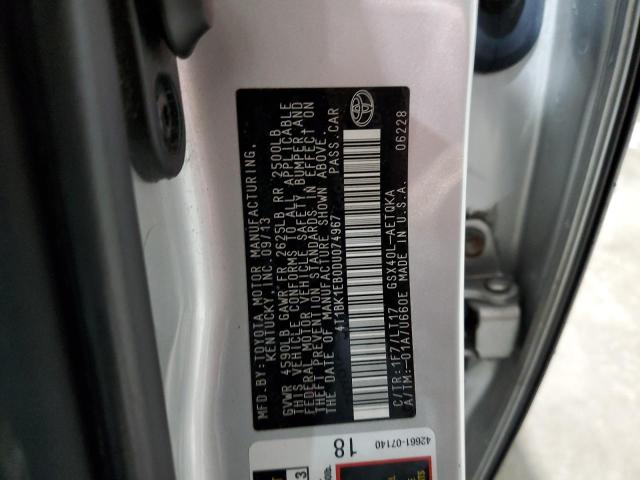 MFD. BY: TOYOTA MOTOR MANUFACTURING,
KENTUCKY, INC. 09/13
GVWR 4590LB GAWR FR 2625LB RR 2500LB
THIS VEHICLE CONFORMS TO ALL APPLICABLE
FEDERAL MOTOR VEHICLE SAFETY, BUMPER, AND
THEFT PREVENTION STANDARDS IN EFFECT ON
THE DATE OF MANUFACTURE SHOWN ABOVE.
4T1BK1EB0DU074967 PASS.CAR
C/TR:1F7/LT17 GSX40L-AETQKA
A/TM:-01A/U660E MADE IN U.S.A. 06228
18
42661-07140